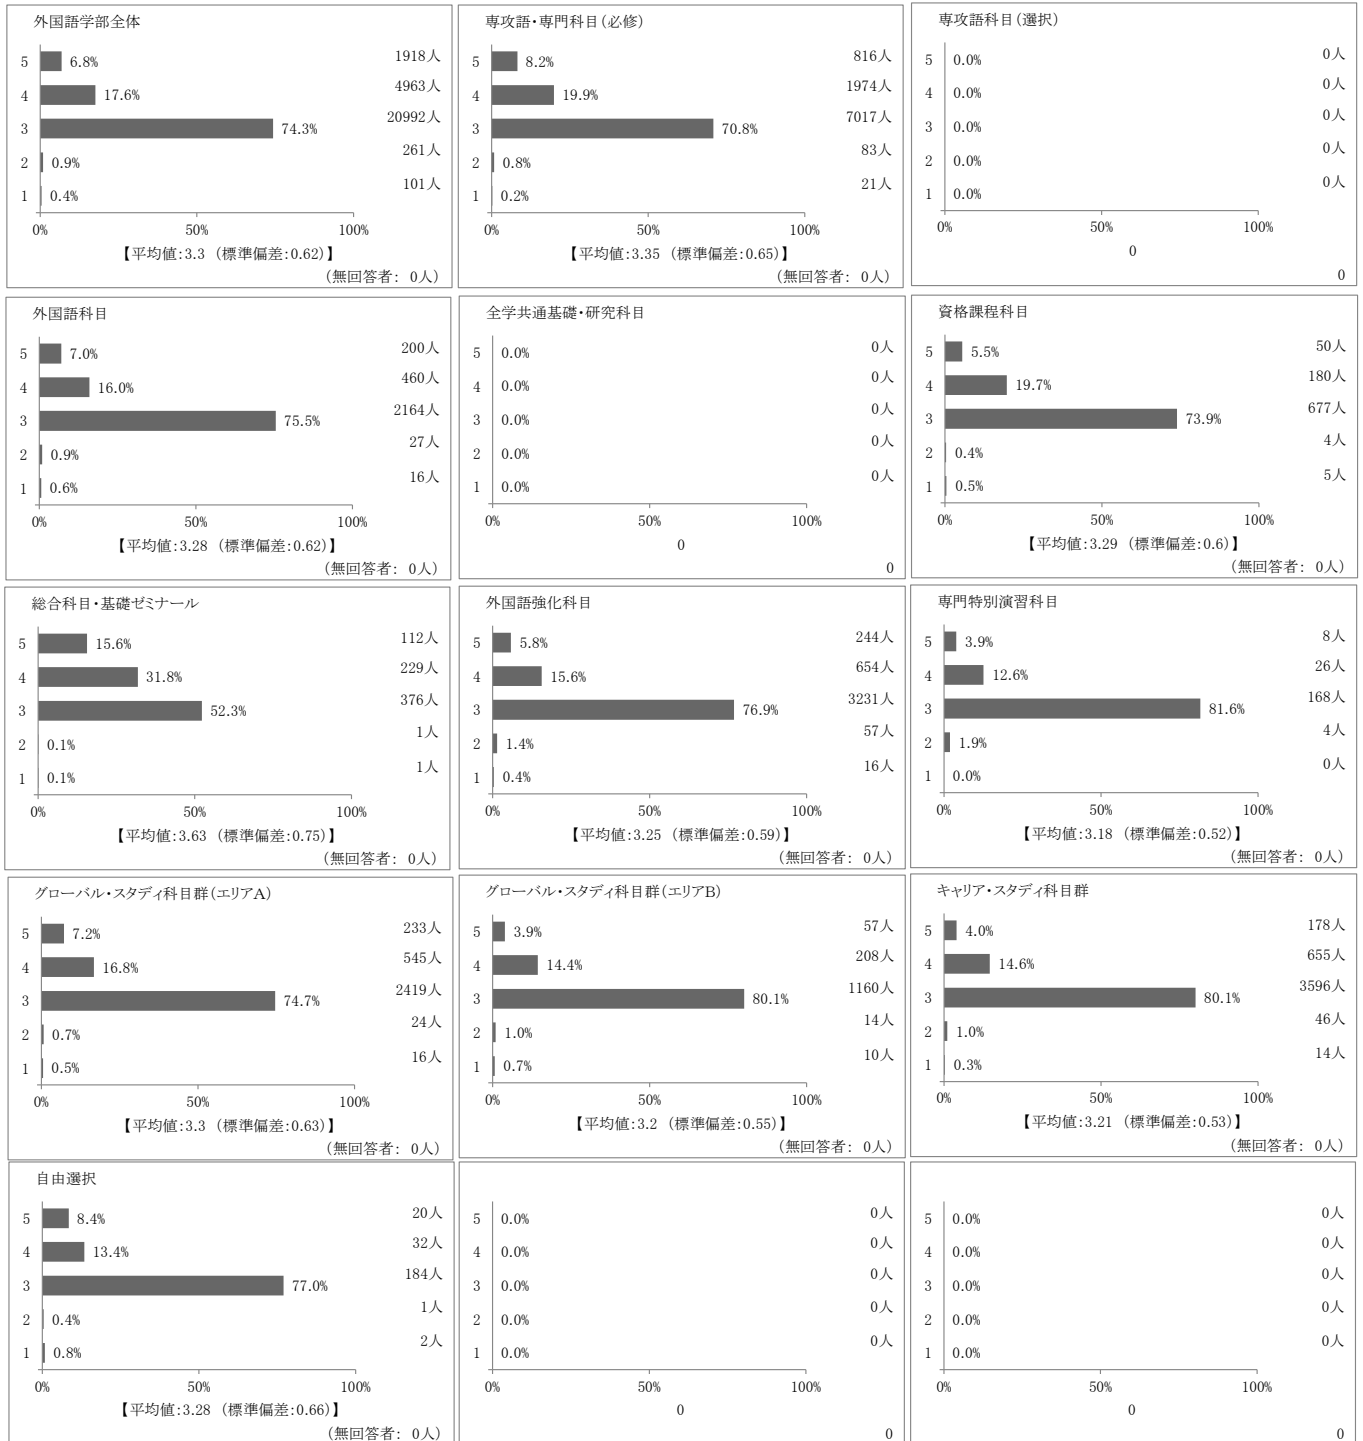 外国語学部全体
5 6.8% 1918人
4 17.6% 4963人
3 74.3% 20992人
2 0.9% 261人
1 0.4% 101人
0% 50% 100%
【平均値:3.3 (標準偏差:0.62)】
(無回答者: 0人)
専攻語・専門科目(必修)
5 8.2% 816人
4 19.9% 1974人
3 70.8% 7017人
2 0.8% 83人
1 0.2% 21人
0% 50% 100%
【平均値:3.35 (標準偏差:0.65)】
(無回答者: 0人)
専攻語科目(選択)
5 0.0% 0人
4 0.0% 0人
3 0.0% 0人
2 0.0% 0人
1 0.0% 0人
0% 50% 100%
0
0
外国語科目
5 7.0% 200人
4 16.0% 460人
3 75.5% 2164人
2 0.9% 27人
1 0.6% 16人
0% 50% 100%
【平均値:3.28 (標準偏差:0.62)】
(無回答者: 0人)
全学共通基礎・研究科目
5 0.0% 0人
4 0.0% 0人
3 0.0% 0人
2 0.0% 0人
1 0.0% 0人
0% 50% 100%
0
0
資格課程科目
5 5.5% 50人
4 19.7% 180人
3 73.9% 677人
2 0.4% 4人
1 0.5% 5人
0% 50% 100%
【平均値:3.29 (標準偏差:0.6)】
(無回答者: 0人)
総合科目・基礎ゼミナール
5 15.6% 112人
4 31.8% 229人
3 52.3% 376人
2 0.1% 1人
1 0.1% 1人
0% 50% 100%
【平均値:3.63 (標準偏差:0.75)】
(無回答者: 0人)
外国語強化科目
5 5.8% 244人
4 15.6% 654人
3 76.9% 3231人
2 1.4% 57人
1 0.4% 16人
0% 50% 100%
【平均値:3.25 (標準偏差:0.59)】
(無回答者: 0人)
専門特別演習科目
5 3.9% 8人
4 12.6% 26人
3 81.6% 168人
2 1.9% 4人
1 0.0% 0人
0% 50% 100%
【平均値:3.18 (標準偏差:0.52)】
(無回答者: 0人)
グローバル・スタディ科目群(エリアA)
5 7.2% 233人
4 16.8% 545人
3 74.7% 2419人
2 0.7% 24人
1 0.5% 16人
0% 50% 100%
【平均値:3.3 (標準偏差:0.63)】
(無回答者: 0人)
グローバル・スタディ科目群(エリアB)
5 3.9% 57人
4 14.4% 208人
3 80.1% 1160人
2 1.0% 14人
1 0.7% 10人
0% 50% 100%
【平均値:3.2 (標準偏差:0.55)】
(無回答者: 0人)
キャリア・スタディ科目群
5 4.0% 178人
4 14.6% 655人
3 80.1% 3596人
2 1.0% 46人
1 0.3% 14人
0% 50% 100%
【平均値:3.21 (標準偏差:0.53)】
(無回答者: 0人)
自由選択
5 8.4% 20人
4 13.4% 32人
3 77.0% 184人
2 0.4% 1人
1 0.8% 2人
0% 50% 100%
【平均値:3.28 (標準偏差:0.66)】
(無回答者: 0人)
5 0.0% 0人
4 0.0% 0人
3 0.0% 0人
2 0.0% 0人
1 0.0% 0人
0% 50% 100%
0
0
5 0.0% 0人
4 0.0% 0人
3 0.0% 0人
2 0.0% 0人
1 0.0% 0人
0% 50% 100%
0
0